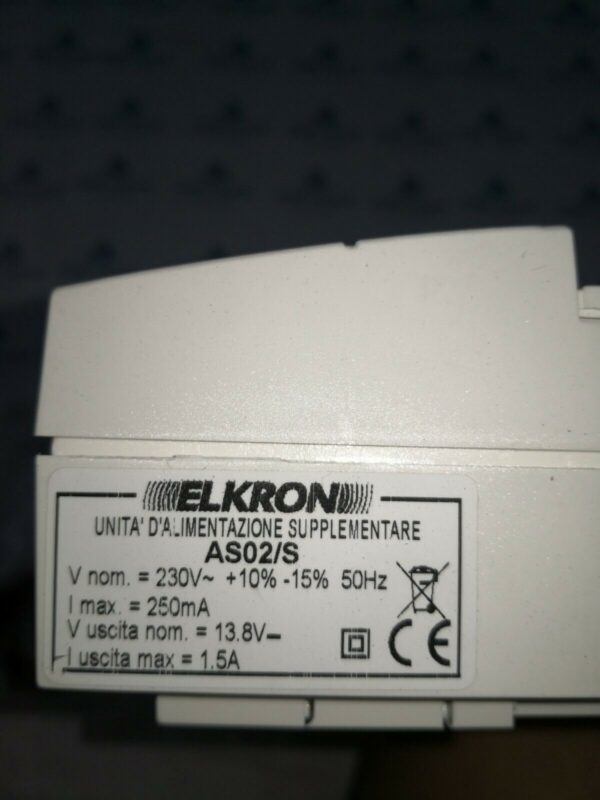 ELKRON
UNITA' D'ALIMENTAZIONE SUPPLEMENTARE
AS02/S
V nom. = 230V~ +10% -15% 50Hz
I max. = 250mA
V uscita nom. = 13.8V⎓
I uscita max = 1.5A
CE